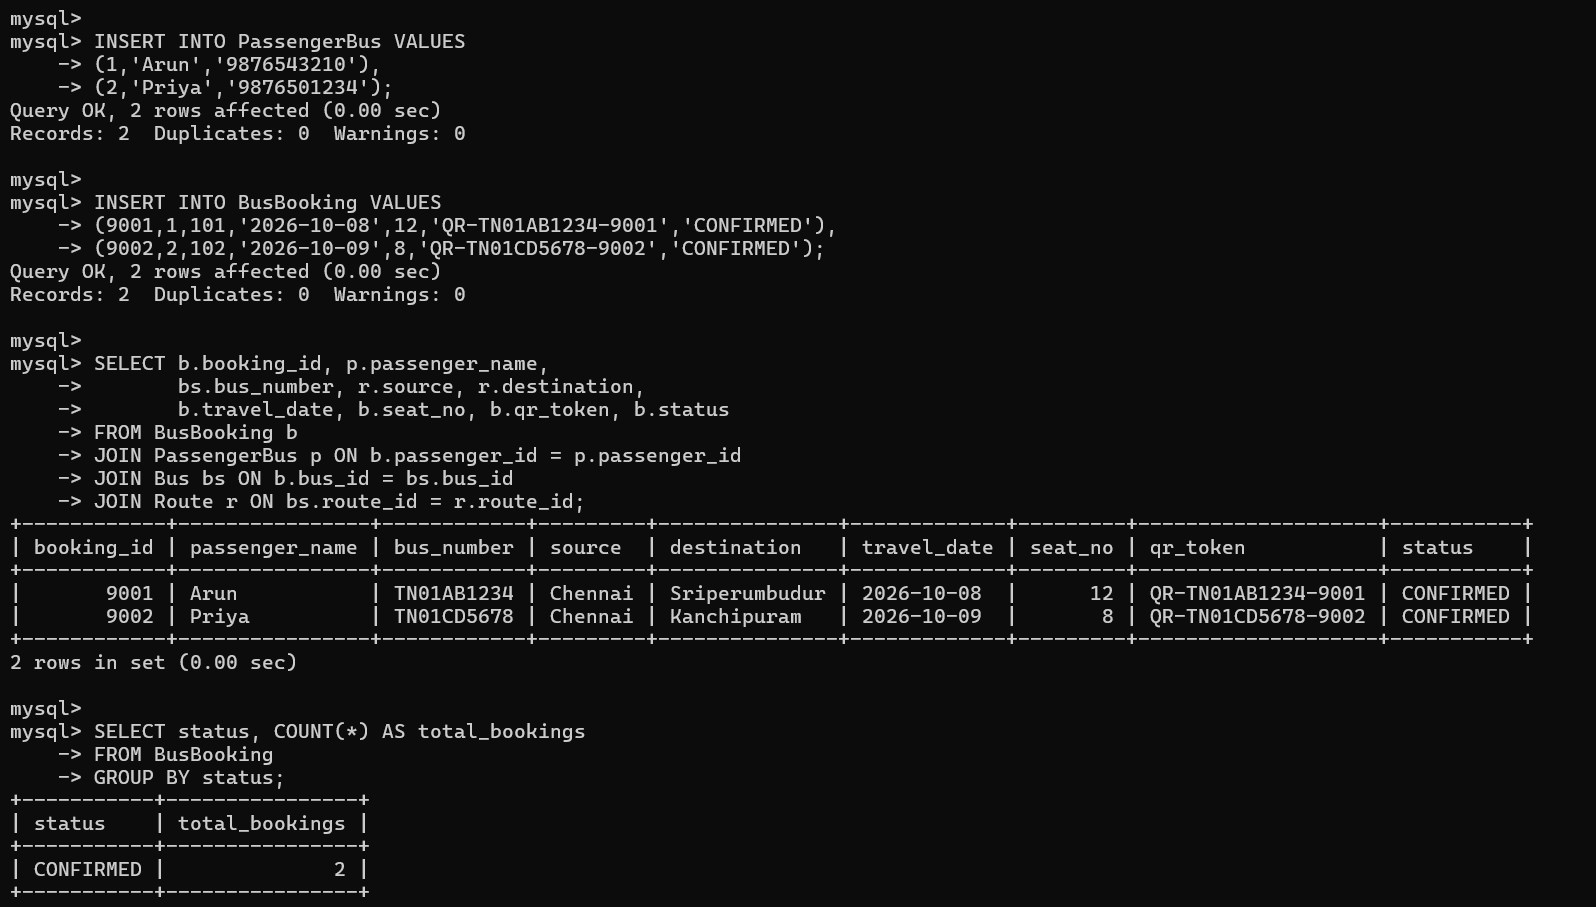 mysql>
mysql> INSERT INTO PassengerBus VALUES
    -> (1,'Arun','9876543210'),
    -> (2,'Priya','9876501234');
Query OK, 2 rows affected (0.00 sec)
Records: 2  Duplicates: 0  Warnings: 0

mysql>
mysql> INSERT INTO BusBooking VALUES
    -> (9001,1,101,'2026-10-08',12,'QR-TN01AB1234-9001','CONFIRMED'),
    -> (9002,2,102,'2026-10-09',8,'QR-TN01CD5678-9002','CONFIRMED');
Query OK, 2 rows affected (0.00 sec)
Records: 2  Duplicates: 0  Warnings: 0

mysql>
mysql> SELECT b.booking_id, p.passenger_name,
    ->        bs.bus_number, r.source, r.destination,
    ->        b.travel_date, b.seat_no, b.qr_token, b.status
    -> FROM BusBooking b
    -> JOIN PassengerBus p ON b.passenger_id = p.passenger_id
    -> JOIN Bus bs ON b.bus_id = bs.bus_id
    -> JOIN Route r ON bs.route_id = r.route_id;
+------------+----------------+------------+---------+---------------+-------------+---------+--------------------+-----------+
| booking_id | passenger_name | bus_number | source  | destination   | travel_date | seat_no | qr_token           | status    |
+------------+----------------+------------+---------+---------------+-------------+---------+--------------------+-----------+
|       9001 | Arun           | TN01AB1234 | Chennai | Sriperumbudur | 2026-10-08  |      12 | QR-TN01AB1234-9001 | CONFIRMED |
|       9002 | Priya          | TN01CD5678 | Chennai | Kanchipuram   | 2026-10-09  |       8 | QR-TN01CD5678-9002 | CONFIRMED |
+------------+----------------+------------+---------+---------------+-------------+---------+--------------------+-----------+
2 rows in set (0.00 sec)

mysql>
mysql> SELECT status, COUNT(*) AS total_bookings
    -> FROM BusBooking
    -> GROUP BY status;
+-----------+----------------+
| status    | total_bookings |
+-----------+----------------+
| CONFIRMED |              2 |
+-----------+----------------+